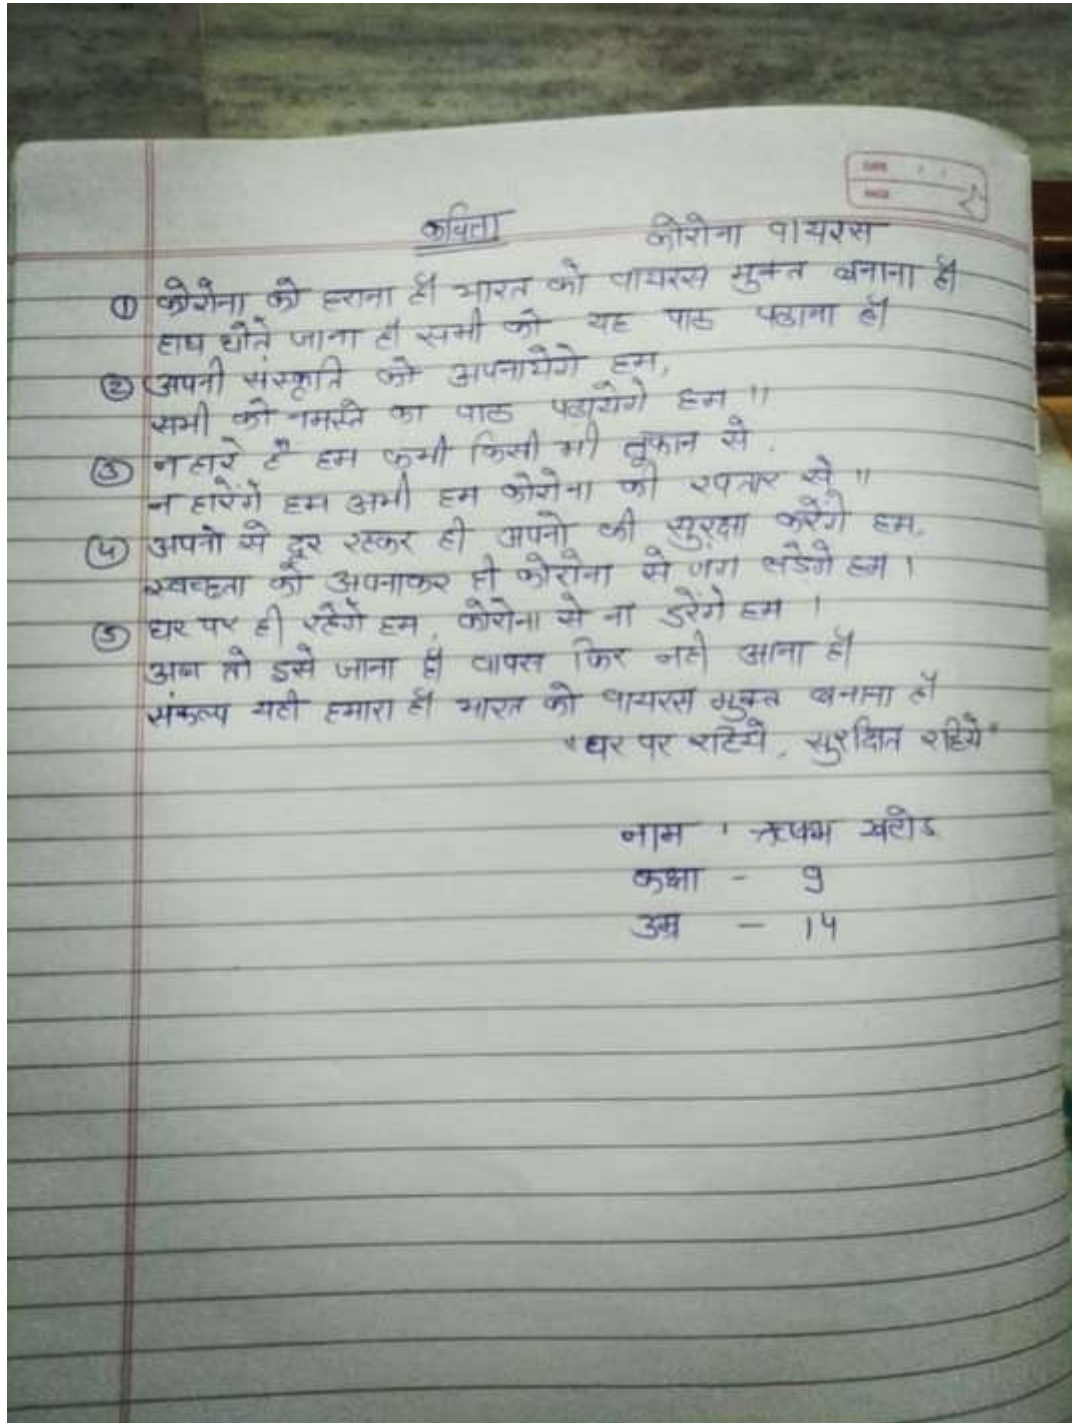 DATE
PAGE
कविता कोरोना वायरस
① कोरोना को हराना हैं भारत को वायरस मुक्त बनाना हैं
हाथ धोते जाना हैं सभी को यह पाठ पढाना हैं
② अपनी संस्कृति को अपनायेगे हम,
सभी को नमस्ते का पाठ पढायेगे हम ॥
③ न हारे है हम कभी किसी भी तूफान से .
न हारेंगे हम अभी हम कोरोना की रफ्तार से ॥
④ अपनो से दूर रहकर ही अपनो की सुरक्षा करेंगे हम,
स्वच्छता को अपनाकर ही कोरोना से जंग लडेगे हम ।
⑤ घर पर ही रहेंगे हम, कोरोना से ना डरेंगे हम ।
अब तो इसे जाना हैं वापस फिर नही आना हैं
संकल्प यही हमारा हैं भारत को वायरस मुक्त बनाना हैं
"घर पर रहिये, सुरक्षित रहिये"
नाम : ऋषभ
कक्षा - 9
उम्र - 14